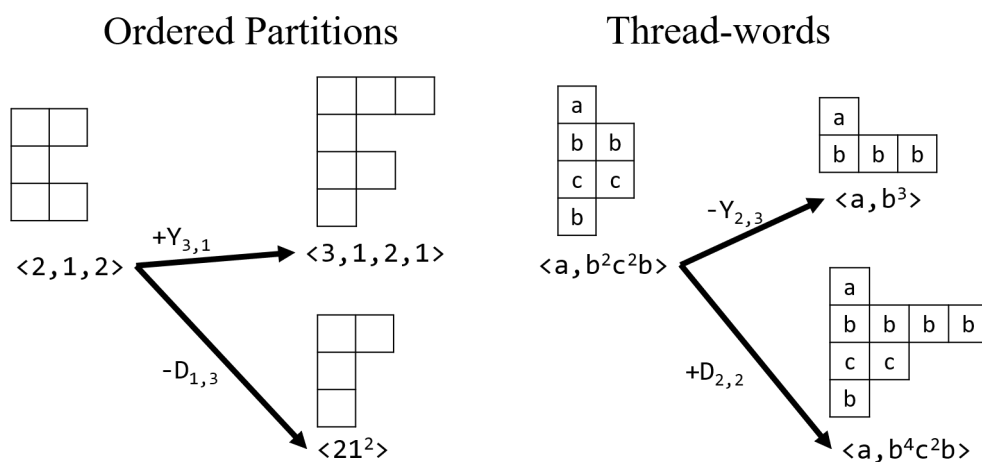 Ordered Partitions
Thread-words
+Y₃,₁
<3,1,2,1>
<2,1,2>
-D₁,₃
<21²>
a
b b
c c
b
<a,b²c²b>
-Y₂,₃
a
b b b
<a,b³>
+D₂,₂
a
b b b b
c c
b
<a,b⁴c²b>